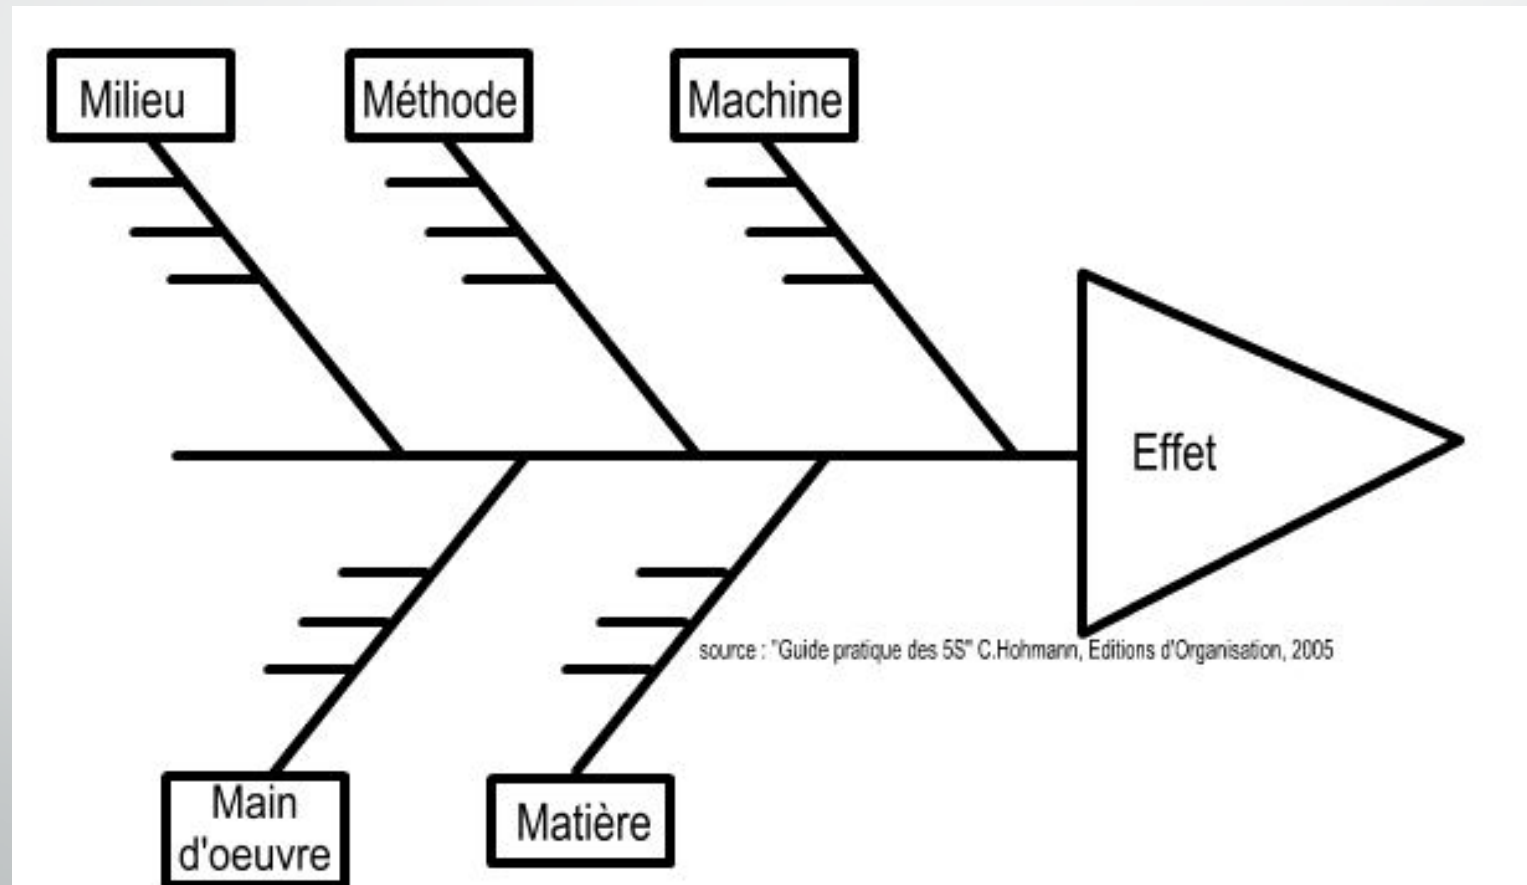 Milieu
Méthode
Machine
Effet
source : "Guide pratique des 5S" C.Hohmann, Editions d'Organisation, 2005
Main
d'oeuvre
Matière